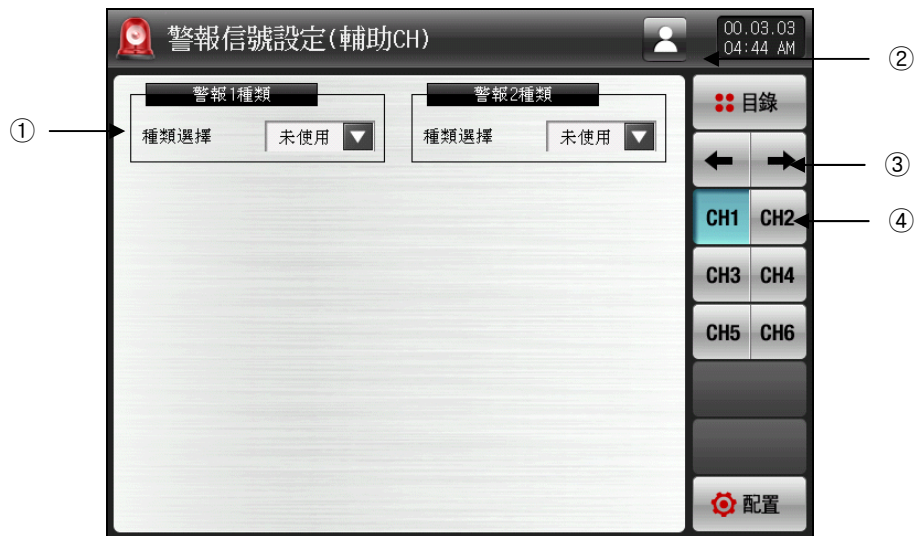 警報信號設定(輔助CH)
00.03.03
04:44 AM
②
警報1種類
警報2種類
目錄
①
種類選擇 未使用
種類選擇 未使用
③
CH1 CH2
④
CH3 CH4
CH5 CH6
配置